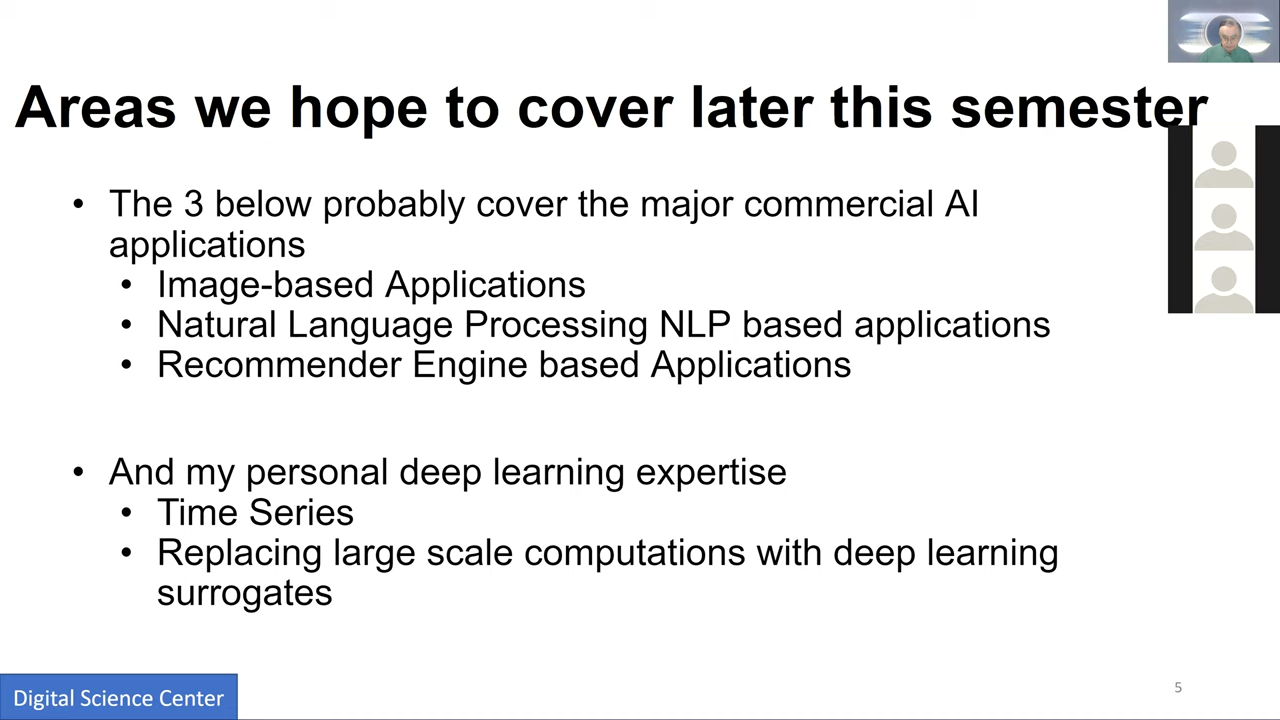 Areas we hope to cover later this semester
• The 3 below probably cover the major commercial AI
applications
• Image-based Applications
• Natural Language Processing NLP based applications
• Recommender Engine based Applications
• And my personal deep learning expertise
• Time Series
• Replacing large scale computations with deep learning
surrogates
Digital Science Center
5